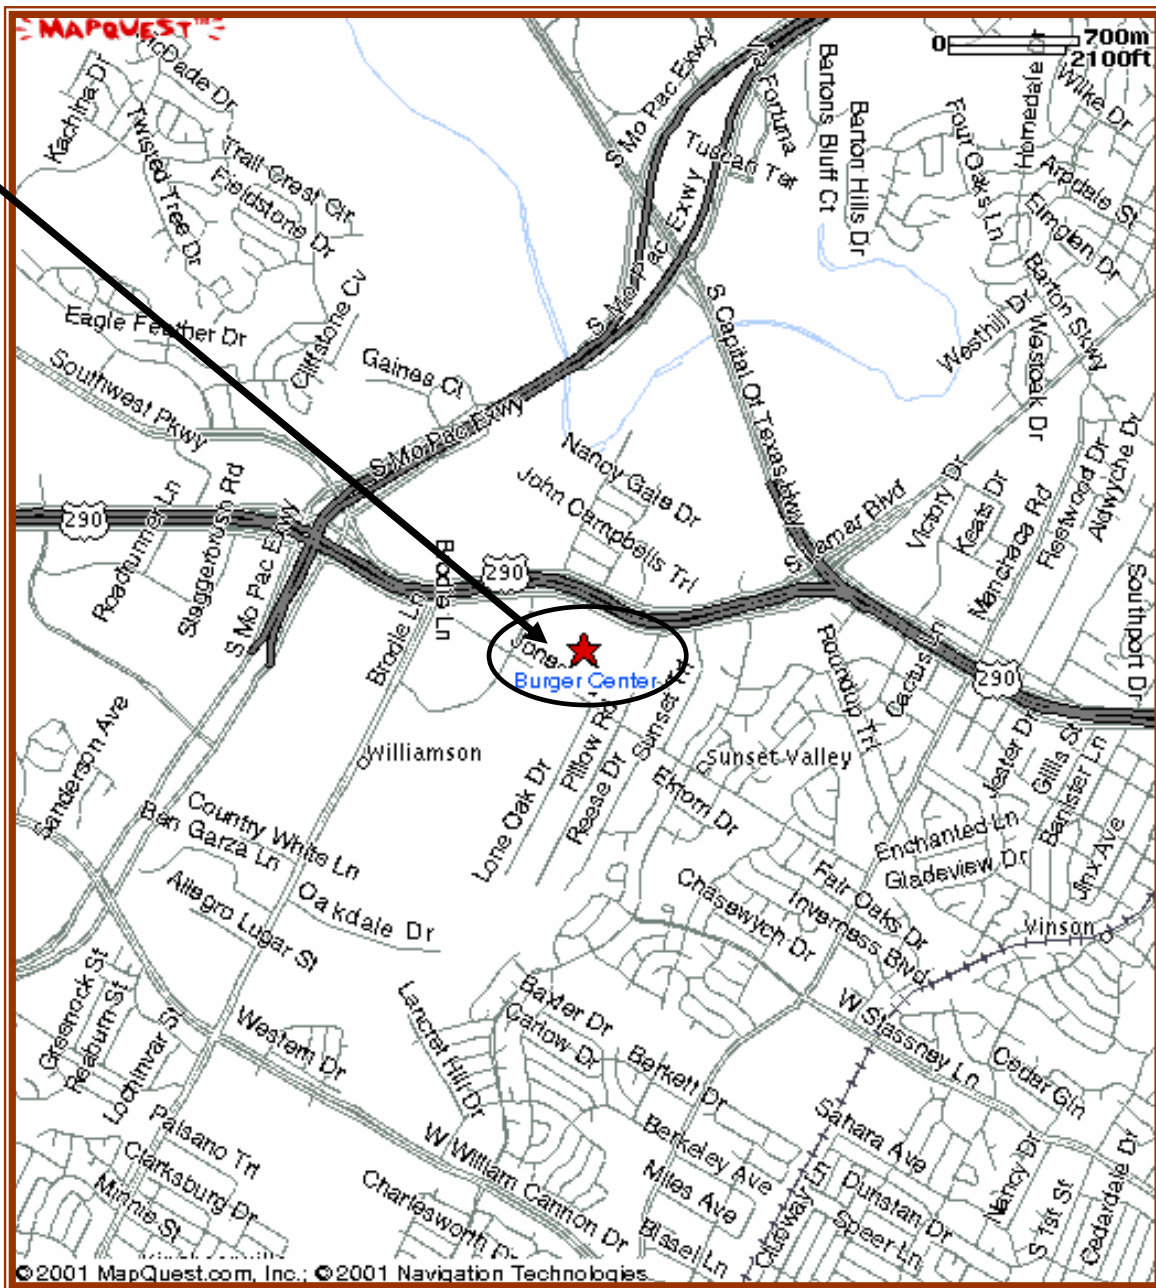 MAPQUEST™
0 700m
2100ft
McDade Dr
Kachina Dr
Twisted Tree Dr
Trail Crest Cir
Fieldstone Dr
S Mo Pac Expwy
S Mo Pac Exwy
Via Fortuna
Tuscan Ter
Bartons Bluff Ct
Barton Hills Dr
Four Oaks Ln
Homedale Dr
Wilke Dr
Arpdale St
Elmglen Dr
Barton Skwy
Westhill Dr
Westoak Dr
Eagle Feather Dr
Cliffstone Cv
Gaines Ct
Southwest Pkwy
S Mo Pac Exwy
S Capital Of Texas Hwy
Nancy Gale Dr
John Campbells Trl
S Lamar Blvd
Victory Dr
Keats Dr
Manchaca Rd
Fleetwood Dr
Aldwyche Dr
290
Roadrunner Ln
Staggerbrush Rd
S Mo Pac Exwy
Brodie Ln
Brodie Ln
290
Southport Dr
Jones
Burger Center
Sunset Trl
Roundup Trl
Cactus Ln
290
Williamson
Sunset Valley
Jester Dr
Gillis St
Banister Ln
Sanderson Ave
Pillow Rd
Reese Dr
Lone Oak Dr
Ektom Dr
Country White Ln
Ben Garza Ln
Enchanted Ln
Gladeview Dr
Jinx Ave
Allegro Lugar St
Oakdale Dr
Chasewych Dr
Fair Oaks Dr
Inverness Blvd
Vinson
Greenock St
Reaburn St
Lochinvar St
Western Dr
Lancret Hill Dr
Baxter Dr
Carlow Dr
Berkett Dr
W Stassney Ln
Cedar Gln
Paisano Trl
Clarksburg Dr
Minnie St
W William Cannon Dr
Charlesworth Dr
Berkeley Ave
Miles Ave
Bissel Ln
Sahara Ave
Dunstan Dr
Speer Ln
Nancy Dr
S 1st St
Cedardale Dr
©2001 MapQuest.com, Inc.; ©2001 Navigation Technologies